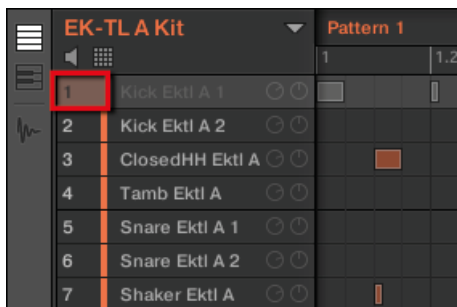 EK-TL A Kit
Pattern 1
1 1.2
1 Kick Ektl A 1
2 Kick Ektl A 2
3 ClosedHH Ektl A
4 Tamb Ektl A
5 Snare Ektl A 1
6 Snare Ektl A 2
7 Shaker Ektl A